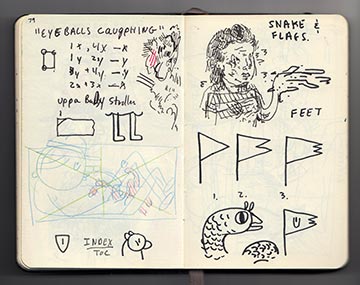 79
"EYEBALLS CAUGHPHING"
1x, 4x —x
1y 2y —y
3y + 4y —y
2x + 3x —x
uppa Baby Stroller
INDEX
TOC
SNAKE &
FLAGS.
FEET
1. 2. 3.